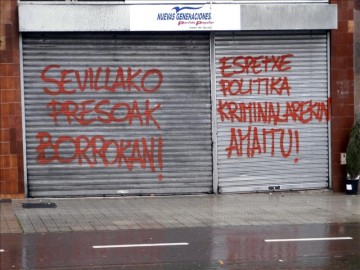 NUEVAS GENERACIONES
Partido Popular
SEVILLAKO
PRESOAK
BORROKAN!
ESPETXE
POLITIKA
KRIMINALAREKIN
AMAITU!